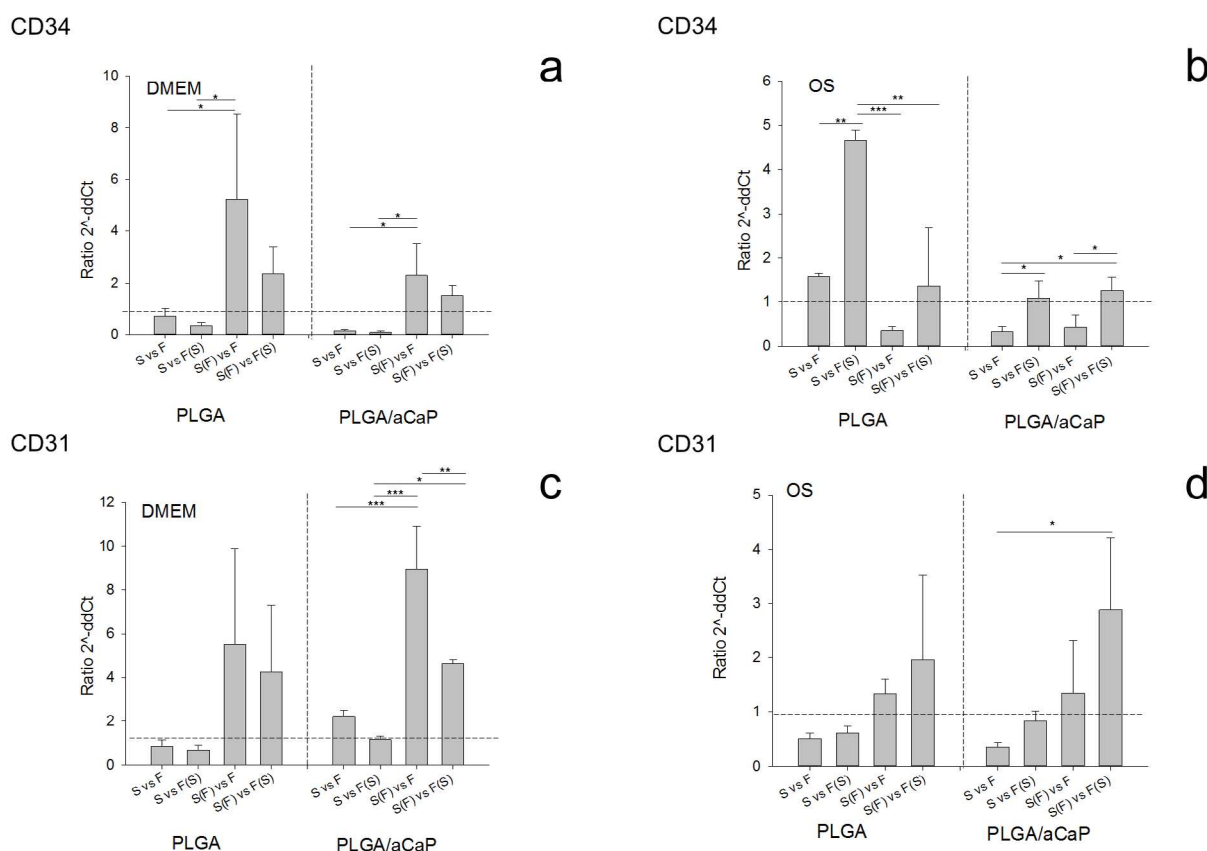 CD34
a
DMEM
Ratio 2^-ddCt
10
8
6
4
2
0
*
*
*
*
S vs F
S vs F(S)
S(F) vs F
S(F) vs F(S)
S vs F
S vs F(S)
S(F) vs F
S(F) vs F(S)
PLGA
PLGA/aCaP
CD34
b
OS
Ratio 2^-ddCt
6
5
4
3
2
1
0
**
***
**
*
*
*
S vs F
S vs F(S)
S(F) vs F
S(F) vs F(S)
S vs F
S vs F(S)
S(F) vs F
S(F) vs F(S)
PLGA
PLGA/aCaP
CD31
c
DMEM
Ratio 2^-ddCt
12
10
8
6
4
2
0
**
*
***
***
S vs F
S vs F(S)
S(F) vs F
S(F) vs F(S)
S vs F
S vs F(S)
S(F) vs F
S(F) vs F(S)
PLGA
PLGA/aCaP
CD31
d
OS
Ratio 2^-ddCt
5
4
3
2
1
0
*
S vs F
S vs F(S)
S(F) vs F
S(F) vs F(S)
S vs F
S vs F(S)
S(F) vs F
S(F) vs F(S)
PLGA
PLGA/aCaP